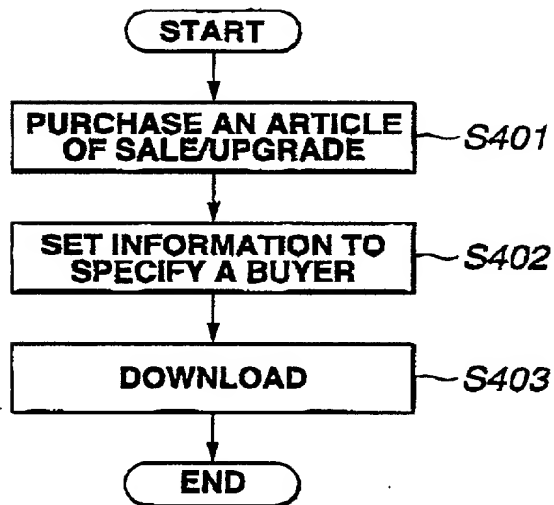 START
PURCHASE AN ARTICLE
OF SALE/UPGRADE
S401
SET INFORMATION TO
SPECIFY A BUYER
S402
DOWNLOAD
S403
END